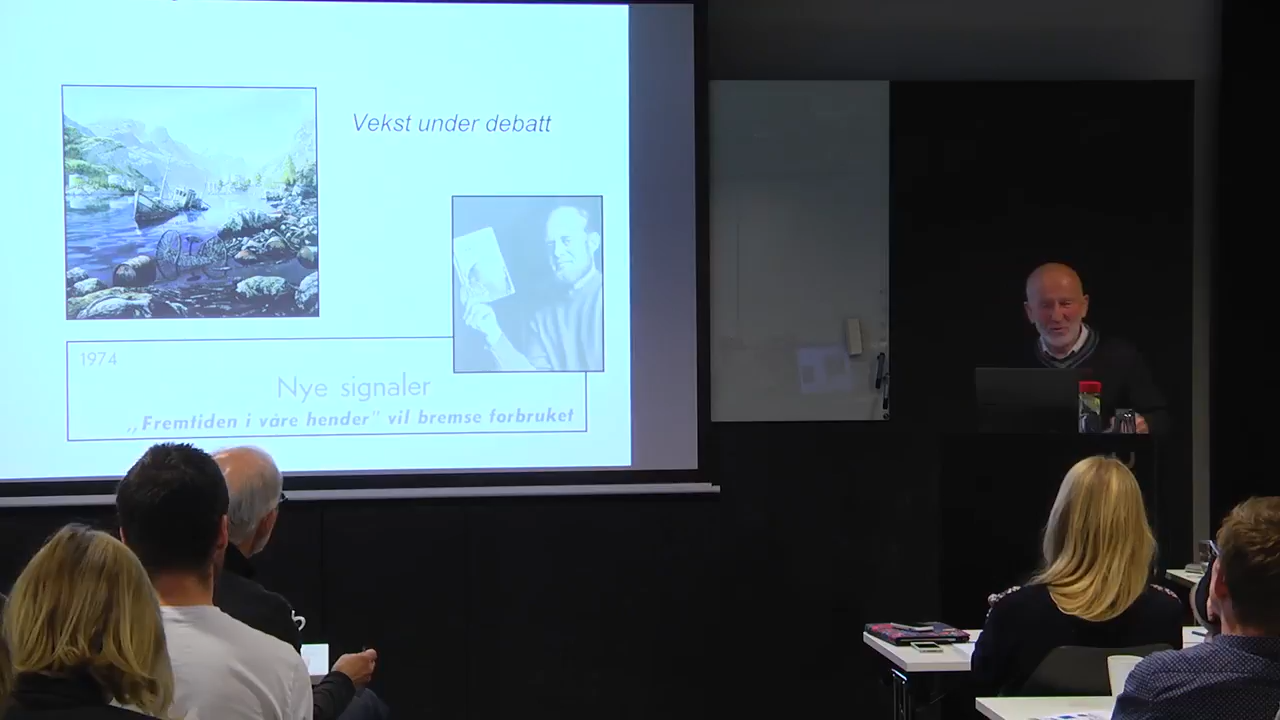 Vekst under debatt
1974
Nye signaler
„Fremtiden i våre hender" vil bremse forbruket